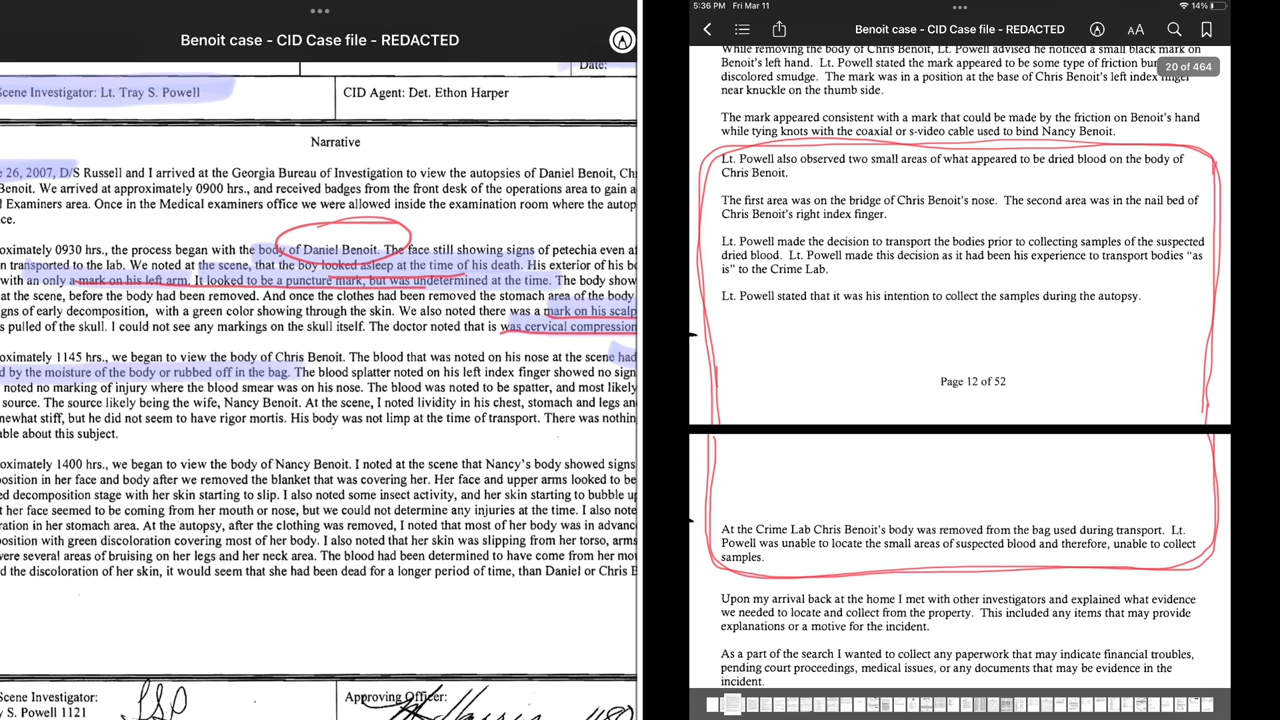 Benoit case - CID Case file - REDACTED
Date:
Scene Investigator: Lt. Tray S. Powell
CID Agent: Det. Ethon Harper
Narrative
e 26, 2007, D/S Russell and I arrived at the Georgia Bureau of Investigation to view the autopsies of Daniel Benoit, Ch
Benoit. We arrived at approximately 0900 hrs., and received badges from the front desk of the operations area to gain a
l Examiners area. Once in the Medical examiners office we were allowed inside the examination room where the autop
ce.
oximately 0930 hrs., the process began with the body of Daniel Benoit. The face still showing signs of petechia even af
n transported to the lab. We noted at the scene, that the boy looked asleep at the time of his death. His exterior of his bo
with an only a mark on his left arm. It looked to be a puncture mark, but was undetermined at the time. The body show
at the scene, before the body had been removed. And once the clothes had been removed the stomach area of the body
igns of early decomposition, with a green color showing through the skin. We also noted there was a mark on his scalp
s pulled of the skull. I could not see any markings on the skull itself. The doctor noted that is was cervical compression
oximately 1145 hrs., we began to view the body of Chris Benoit. The blood that was noted on his nose at the scene had
d by the moisture of the body or rubbed off in the bag. The blood splatter noted on his left index finger showed no sign
noted no marking of injury where the blood smear was on his nose. The blood was noted to be spatter, and most likely
source. The source likely being the wife, Nancy Benoit. At the scene, I noted lividity in his chest, stomach and legs an
mewhat stiff, but he did not seem to have rigor mortis. His body was not limp at the time of transport. There was nothin
able about this subject.
oximately 1400 hrs., we began to view the body of Nancy Benoit. I noted at the scene that Nancy's body showed signs
position in her face and body after we removed the blanket that was covering her. Her face and upper arms looked to be
ed decomposition stage with her skin starting to slip. I also noted some insect activity, and her skin starting to bubble up
t her face seemed to be coming from her mouth or nose, but we could not determine any injuries at the time. I also note
ration in her stomach area. At the autopsy, after the clothing was removed, I noted that most of her body was in advanc
position with green discoloration covering most of her body. I also noted that her skin was slipping from her torso, arms
were several areas of bruising on her legs and her neck area. The blood had been determined to have come from her mo
d the discoloration of her skin, it would seem that she had been dead for a longer period of time, than Daniel or Chris B
Scene Investigator:
y S. Powell 1121
Approving Officer:
5:36 PM Fri Mar 11
14%
Benoit case - CID Case file - REDACTED
AA
20 of 464
While removing the body of Chris Benoit, Lt. Powell advised he noticed a small black mark on
Benoit's left hand. Lt. Powell stated the mark appeared to be some type of friction bur
discolored smudge. The mark was in a position at the base of Chris Benoit's left index finger
near knuckle on the thumb side.
The mark appeared consistent with a mark that could be made by the friction on Benoit's hand
while tying knots with the coaxial or s-video cable used to bind Nancy Benoit.
Lt. Powell also observed two small areas of what appeared to be dried blood on the body of
Chris Benoit.
The first area was on the bridge of Chris Benoit's nose. The second area was in the nail bed of
Chris Benoit's right index finger.
Lt. Powell made the decision to transport the bodies prior to collecting samples of the suspected
dried blood. Lt. Powell made this decision as it had been his experience to transport bodies "as
is" to the Crime Lab.
Lt. Powell stated that it was his intention to collect the samples during the autopsy.
Page 12 of 52
At the Crime Lab Chris Benoit's body was removed from the bag used during transport. Lt.
Powell was unable to locate the small areas of suspected blood and therefore, unable to collect
samples.
Upon my arrival back at the home I met with other investigators and explained what evidence
we needed to locate and collect from the property. This included any items that may provide
explanations or a motive for the incident.
As a part of the search I wanted to collect any paperwork that may indicate financial troubles,
pending court proceedings, medical issues, or any documents that may be evidence in the
incident.